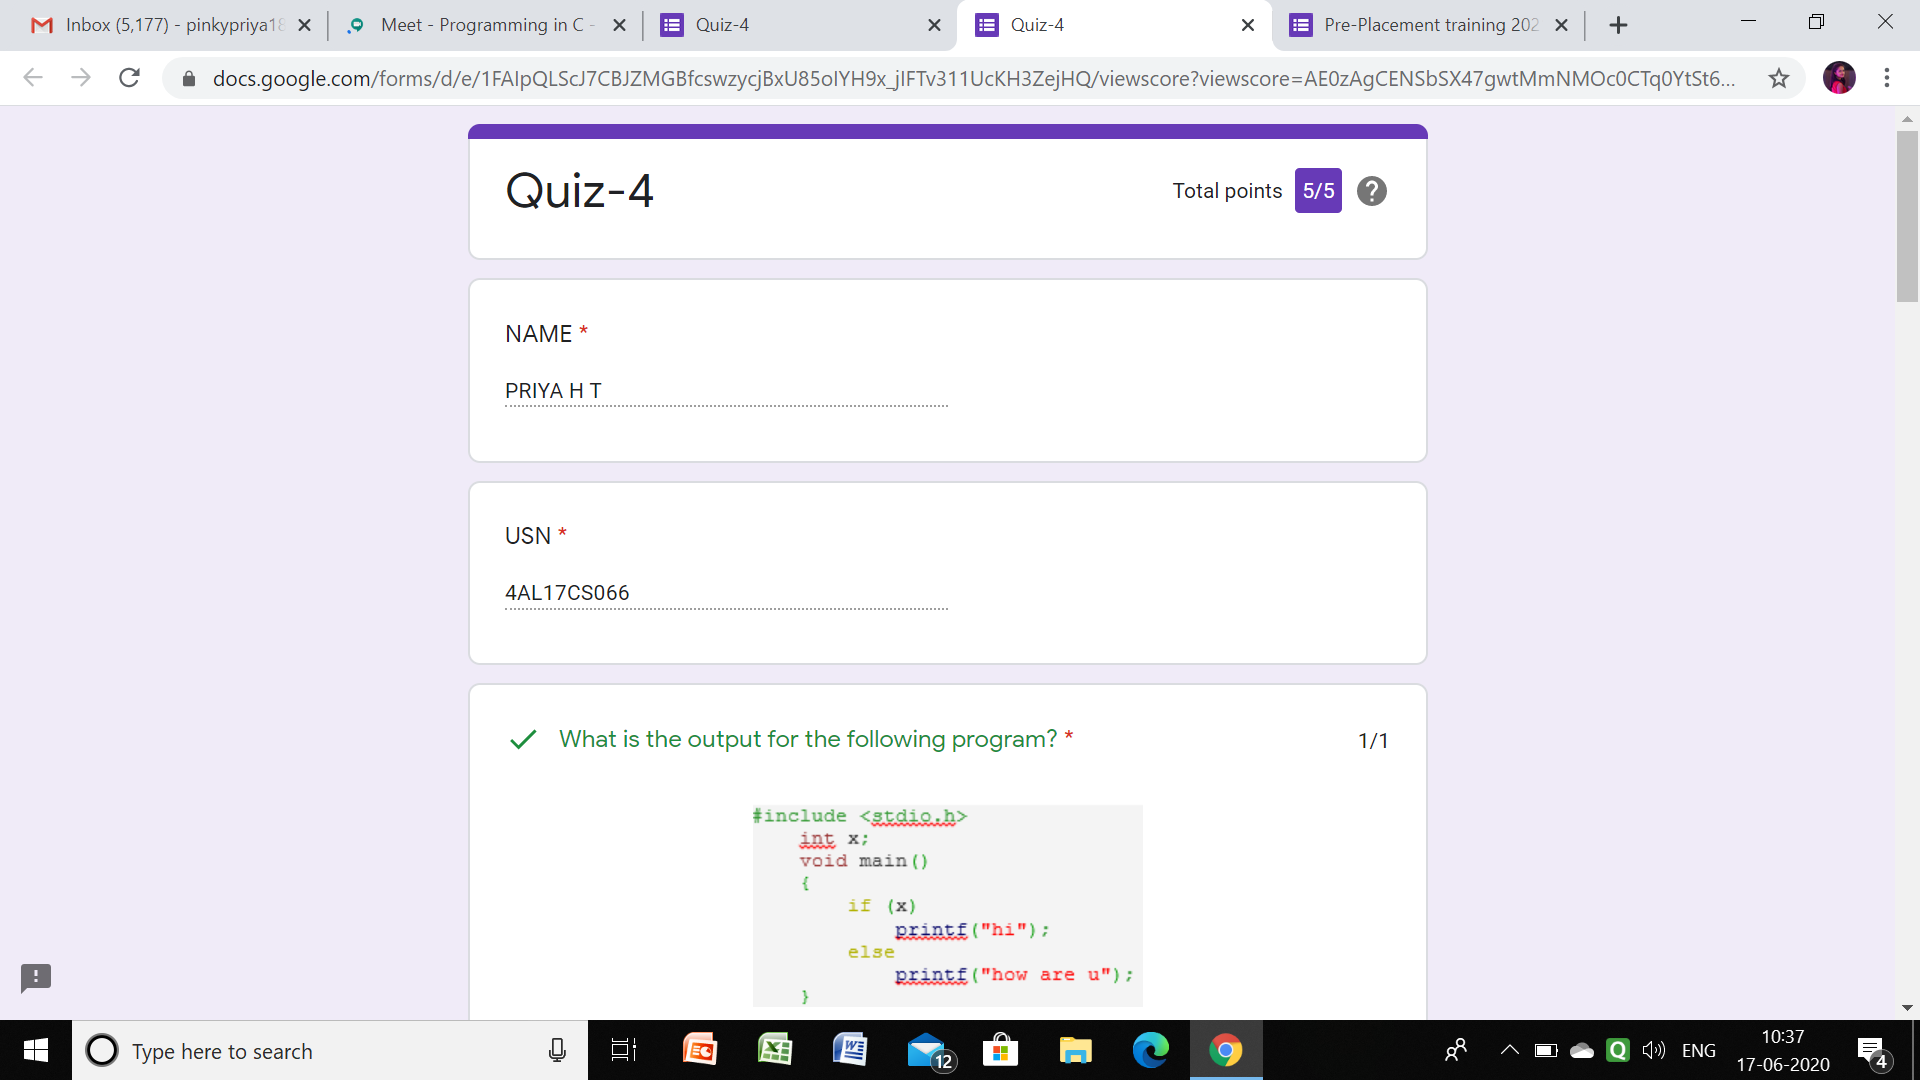 Inbox (5,177) - pinkypriya18
Meet - Programming in C -
Quiz-4
Quiz-4
Pre-Placement training 202
docs.google.com/forms/d/e/1FAIpQLScJ7CBJZMGBfcswzycjBxU85oIYH9x_jIFTv311UcKH3ZejHQ/viewscore?viewscore=AE0zAgCENSbSX47gwtMmNMOc0CTq0YtSt6...
Quiz-4
Total points 5/5
NAME *
PRIYA H T
USN *
4AL17CS066
What is the output for the following program? *
1/1
#include <stdio.h>
int x;
void main()
{
if (x)
printf("hi");
else
printf("how are u");
}
Type here to search
12
ENG
10:37
17-06-2020
4